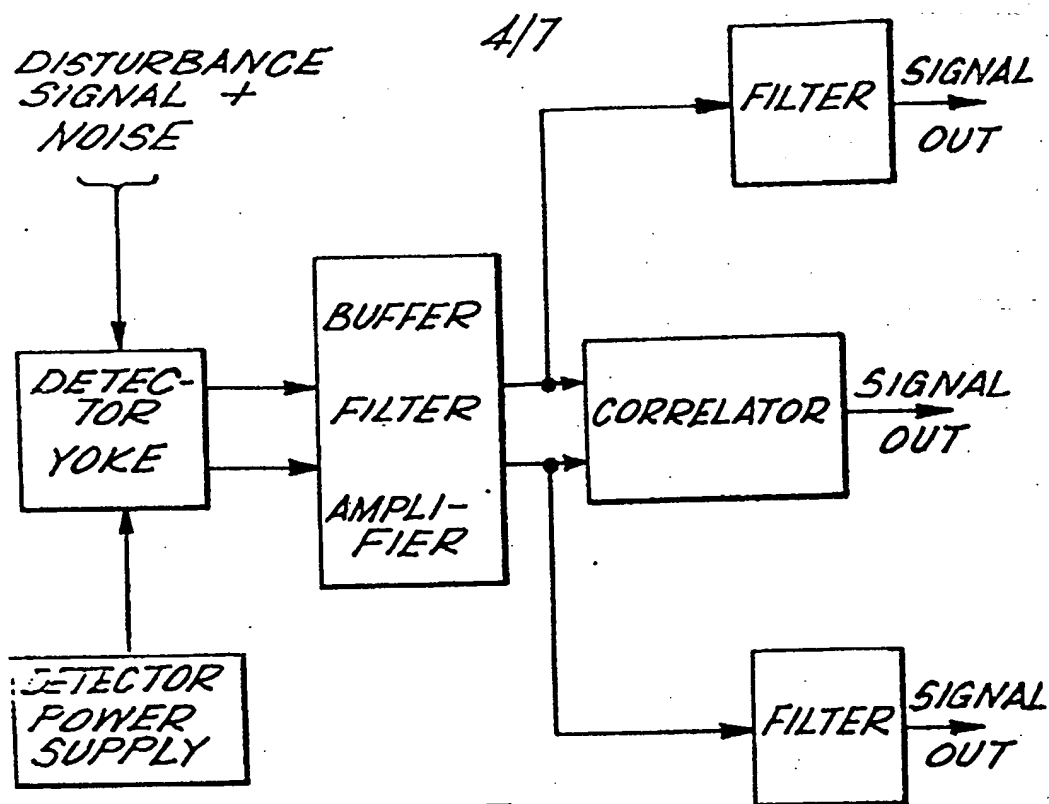 4/7
DISTURBANCE
SIGNAL +
NOISE
FILTER
SIGNAL
OUT
BUFFER
FILTER
AMPLI-
FIER
DETEC-
TOR
YOKE
CORRELATOR
SIGNAL
OUT
DETECTOR
POWER
SUPPLY
FILTER
SIGNAL
OUT